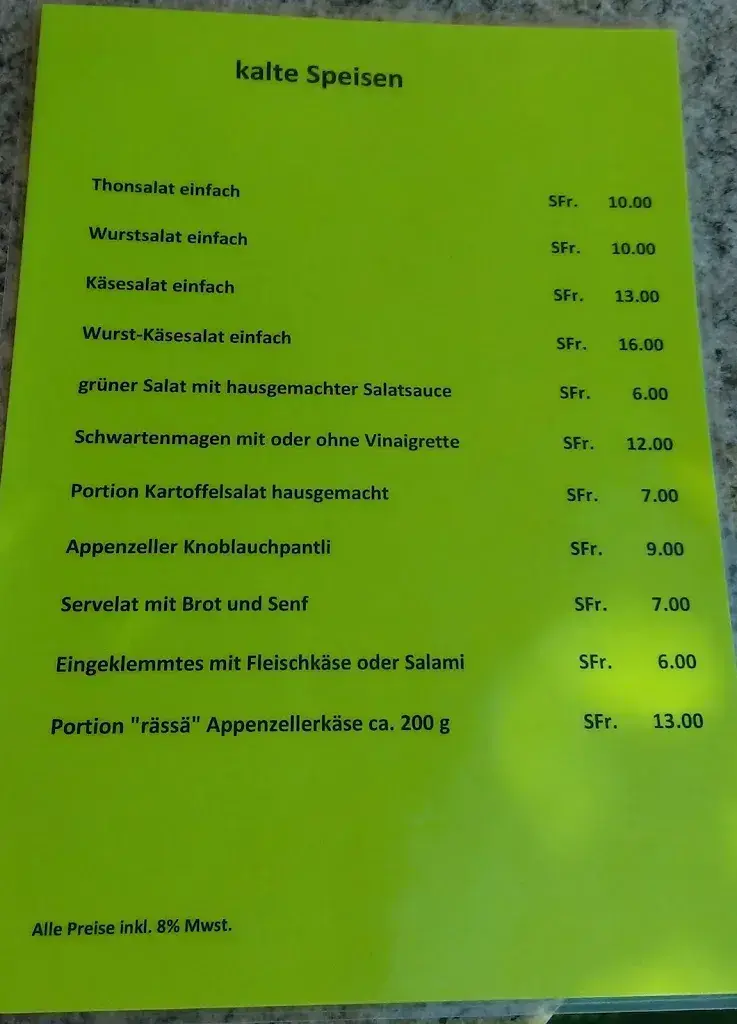 kalte Speisen
Thonsalat einfach SFr. 10.00
Wurstsalat einfach SFr. 10.00
Käsesalat einfach SFr. 13.00
Wurst-Käsesalat einfach SFr. 16.00
grüner Salat mit hausgemachter Salatsauce SFr. 6.00
Schwartenmagen mit oder ohne Vinaigrette SFr. 12.00
Portion Kartoffelsalat hausgemacht SFr. 7.00
Appenzeller Knoblauchpantli SFr. 9.00
Servelat mit Brot und Senf SFr. 7.00
Eingeklemmtes mit Fleischkäse oder Salami SFr. 6.00
Portion "rässä" Appenzellerkäse ca. 200 g SFr. 13.00
Alle Preise inkl. 8% Mwst.